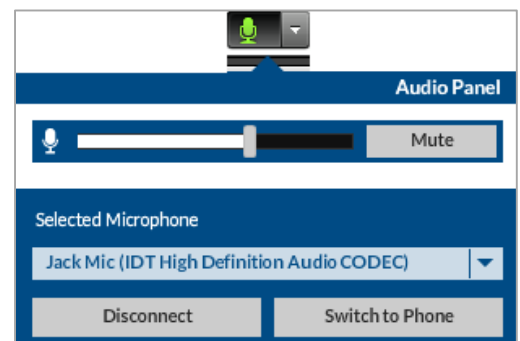 Audio Panel
Mute
Selected Microphone
Jack Mic (IDT High Definition Audio CODEC)
Disconnect
Switch to Phone